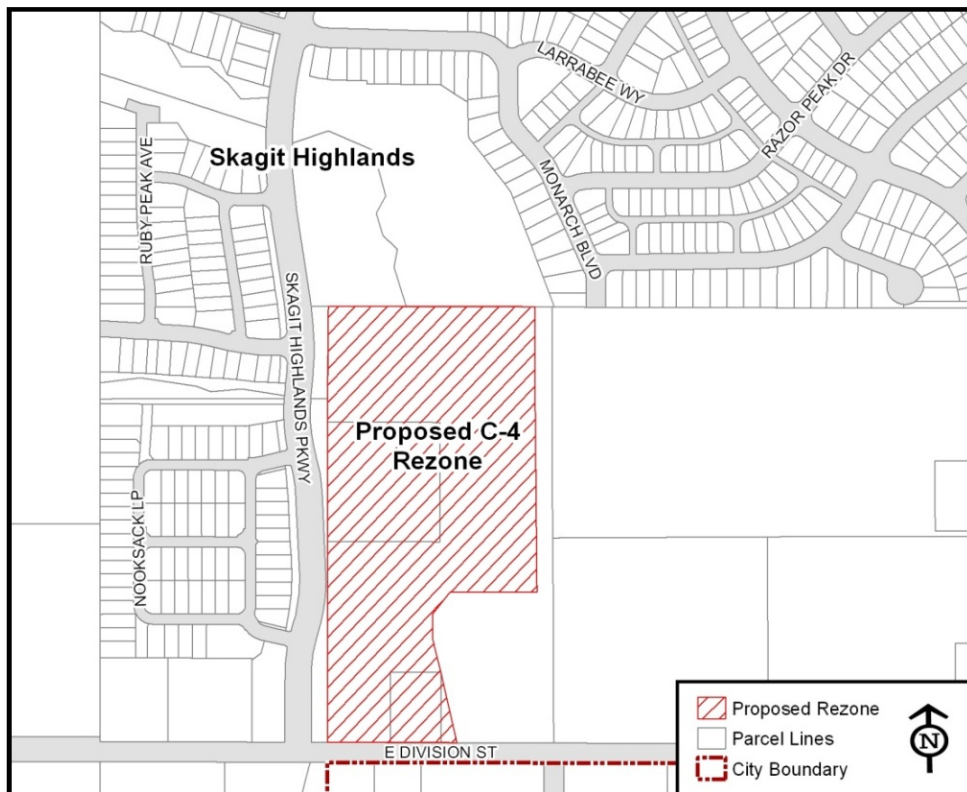 LARRABEE WY
RAZOR PEAK DR
Skagit Highlands
RUBY PEAK AVE
MONARCH BLVD
SKAGIT HIGHLANDS PKWY
Proposed C-4
Rezone
NOOKSACK LP
E DIVISION ST
Proposed Rezone
Parcel Lines
City Boundary
N